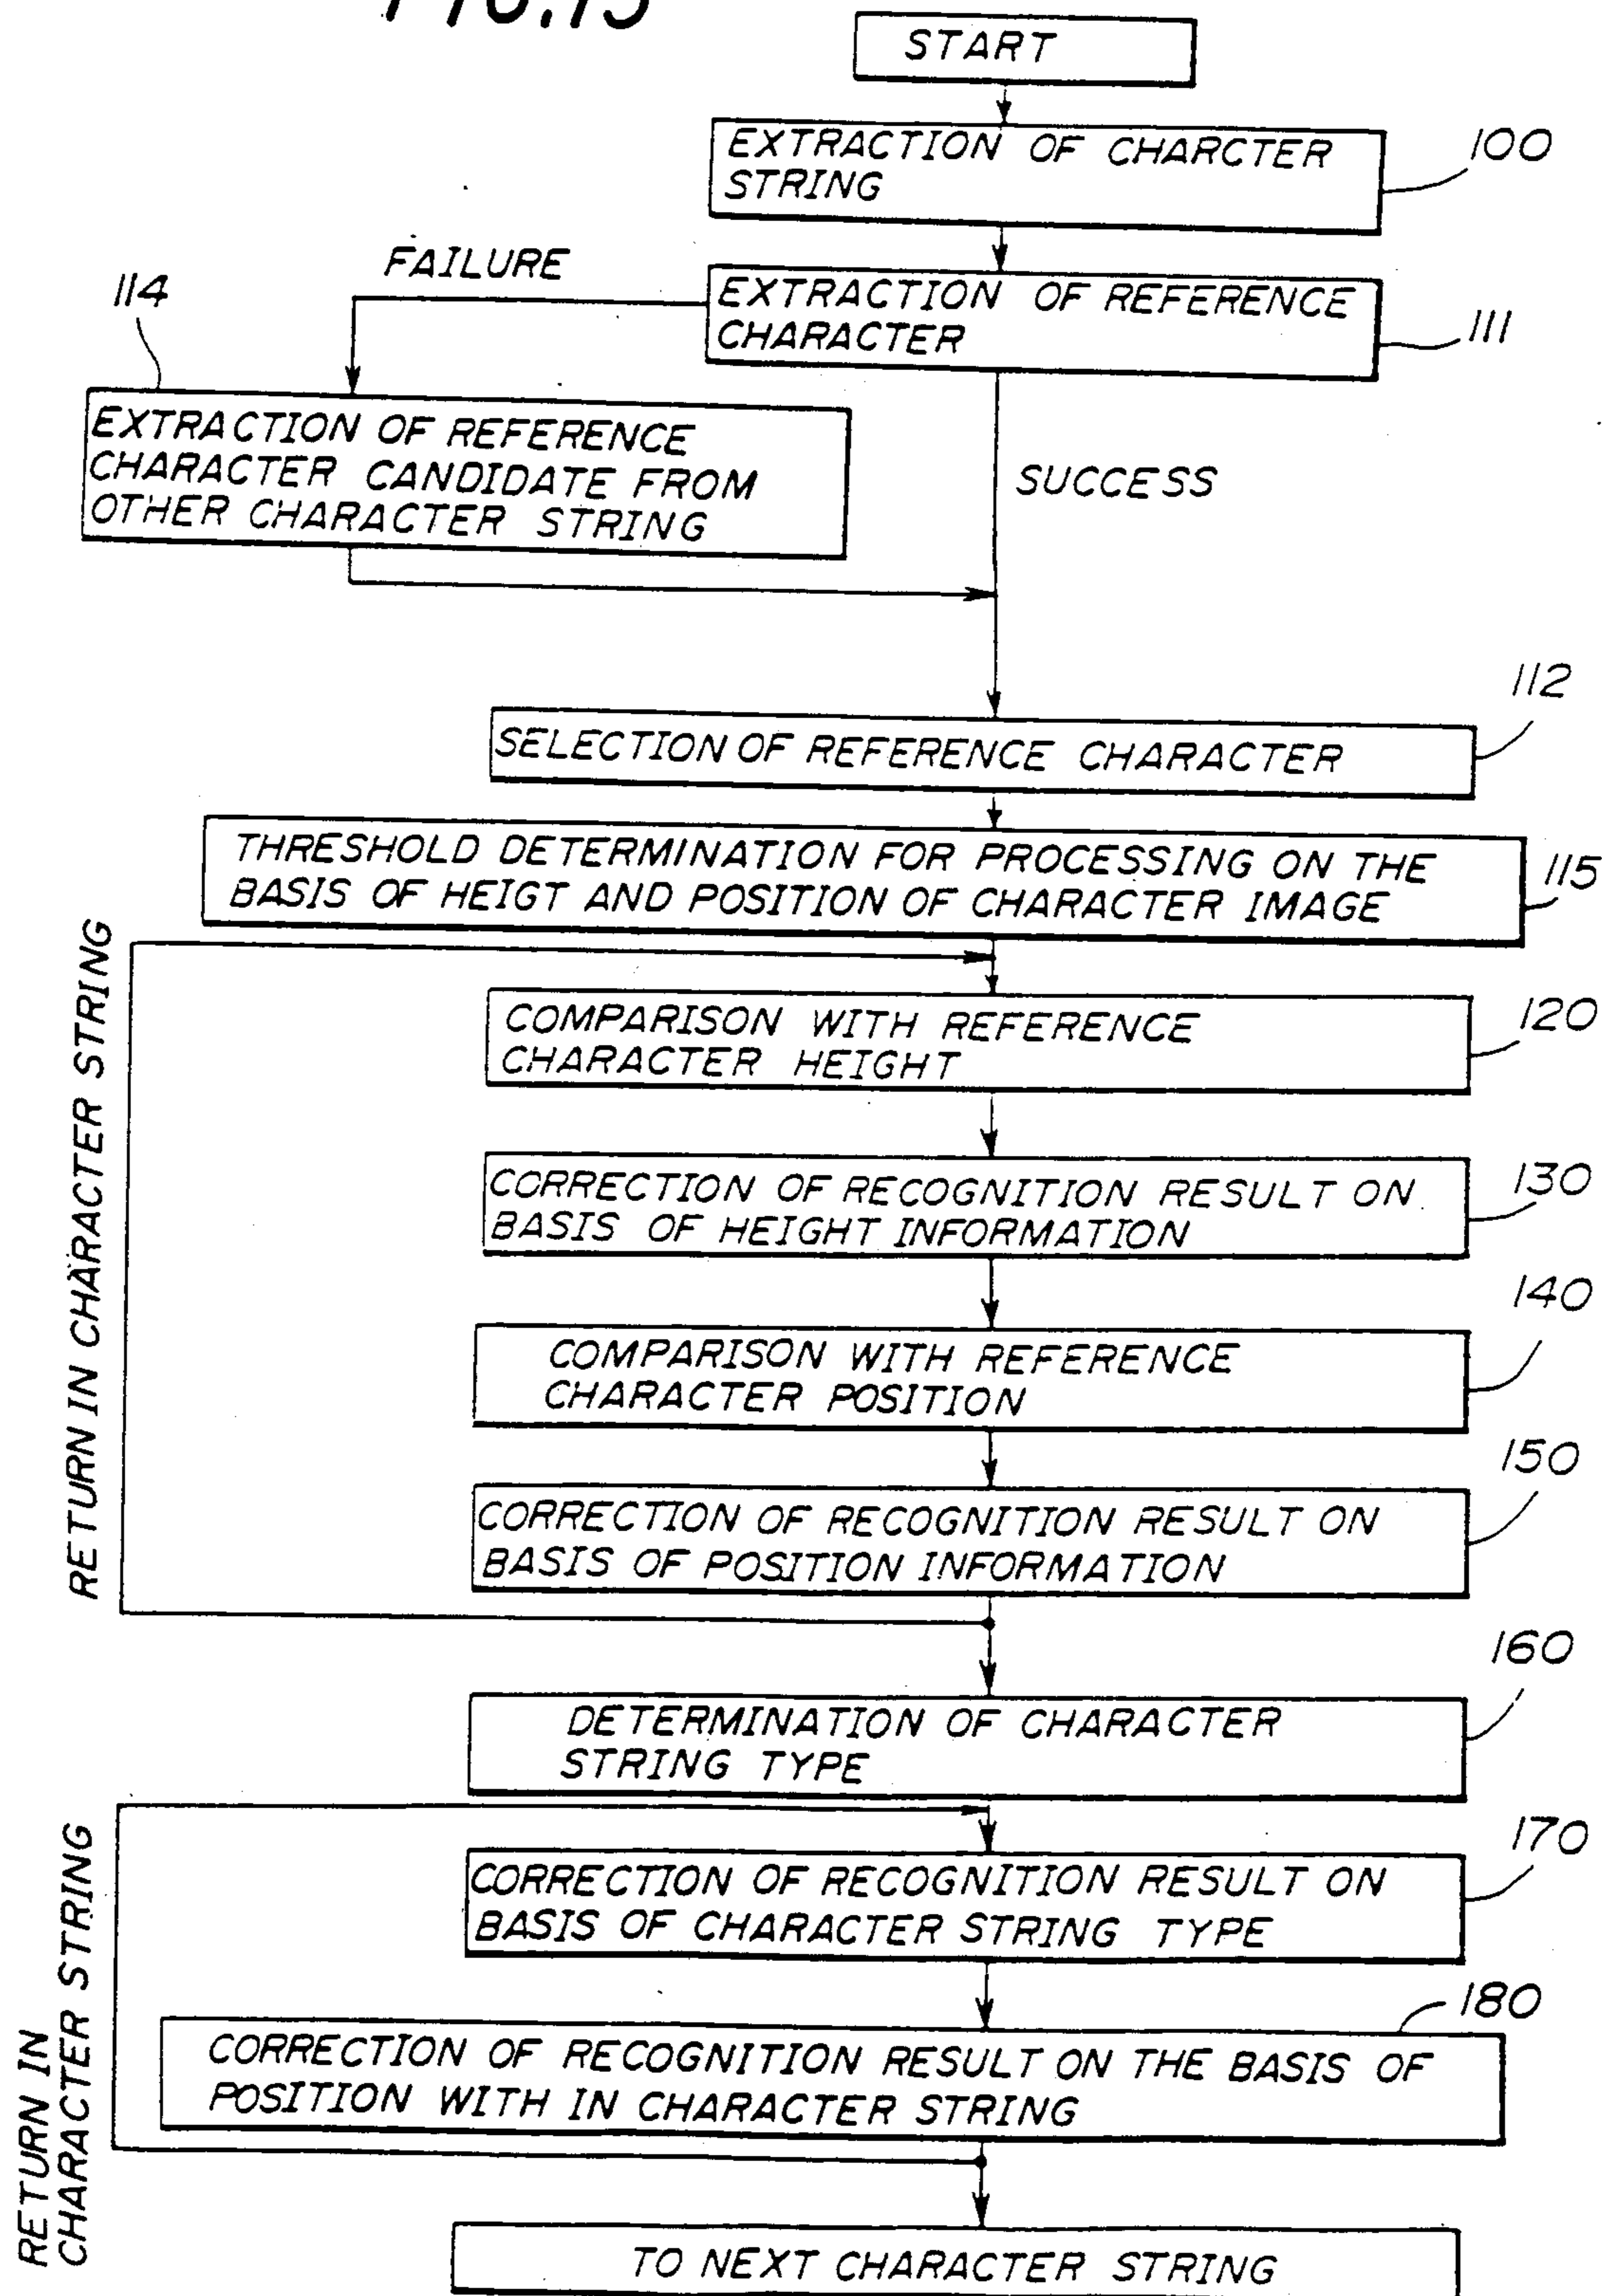 FIG.15
START
EXTRACTION OF CHARCTER
STRING
100
FAILURE
114
EXTRACTION OF REFERENCE
CHARACTER
111
EXTRACTION OF REFERENCE
CHARACTER CANDIDATE FROM
OTHER CHARACTER STRING
SUCCESS
112
SELECTION OF REFERENCE CHARACTER
THRESHOLD DETERMINATION FOR PROCESSING ON THE
BASIS OF HEIGT AND POSITION OF CHARACTER IMAGE
115
RETURN IN CHARACTER STRING
COMPARISON WITH REFERENCE
CHARACTER HEIGHT
120
CORRECTION OF RECOGNITION RESULT ON
BASIS OF HEIGHT INFORMATION
130
140
COMPARISON WITH REFERENCE
CHARACTER POSITION
150
CORRECTION OF RECOGNITION RESULT ON
BASIS OF POSITION INFORMATION
160
DETERMINATION OF CHARACTER
STRING TYPE
RETURN IN
CHARACTER STRING
170
CORRECTION OF RECOGNITION RESULT ON
BASIS OF CHARACTER STRING TYPE
180
CORRECTION OF RECOGNITION RESULT ON THE BASIS OF
POSITION WITH IN CHARACTER STRING
TO NEXT CHARACTER STRING